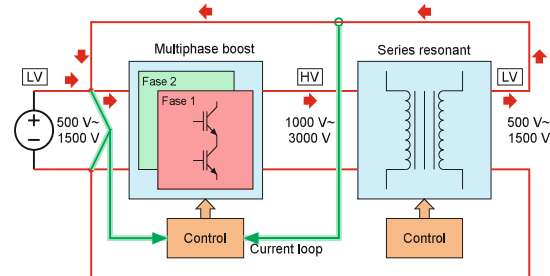 Multiphase boost
Series resonant
LV
Fase 2
Fase 1
HV
LV
500 V~
1500 V
1000 V~
3000 V
500 V~
1500 V
Control
Current loop
Control